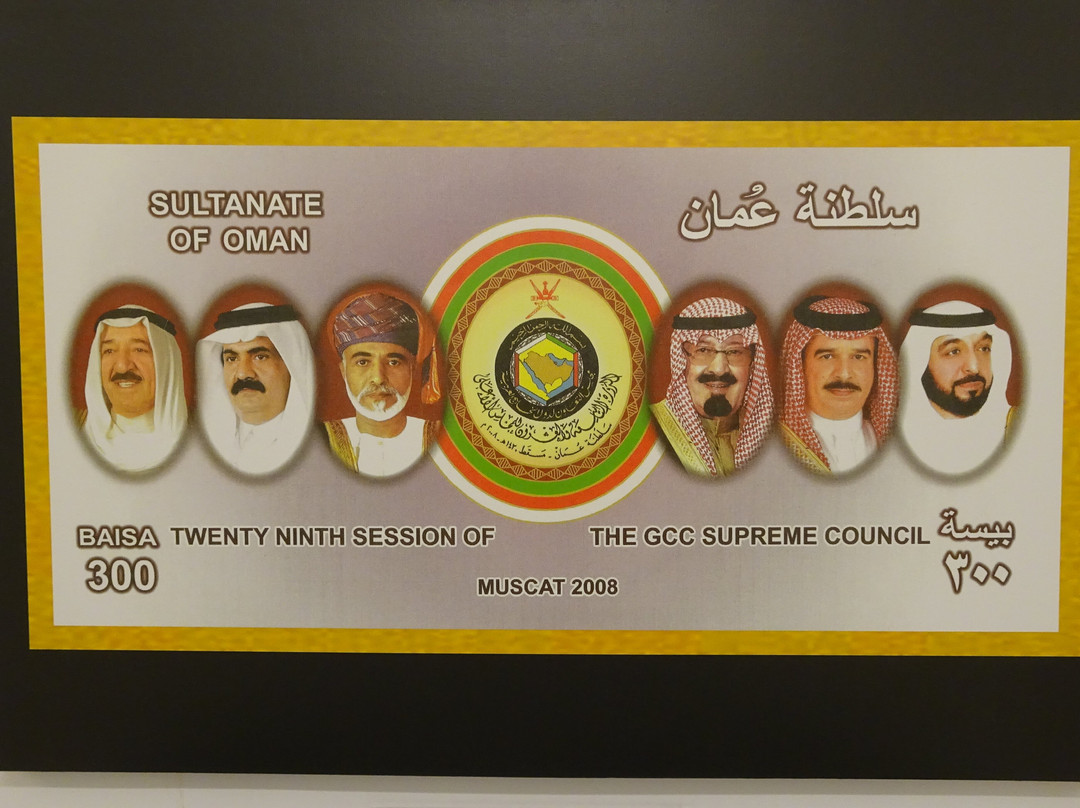 SULTANATE
OF OMAN
سلطنة عُمان
BAISA
300
TWENTY NINTH SESSION OF THE GCC SUPREME COUNCIL
بيسة
٣٠٠
MUSCAT 2008